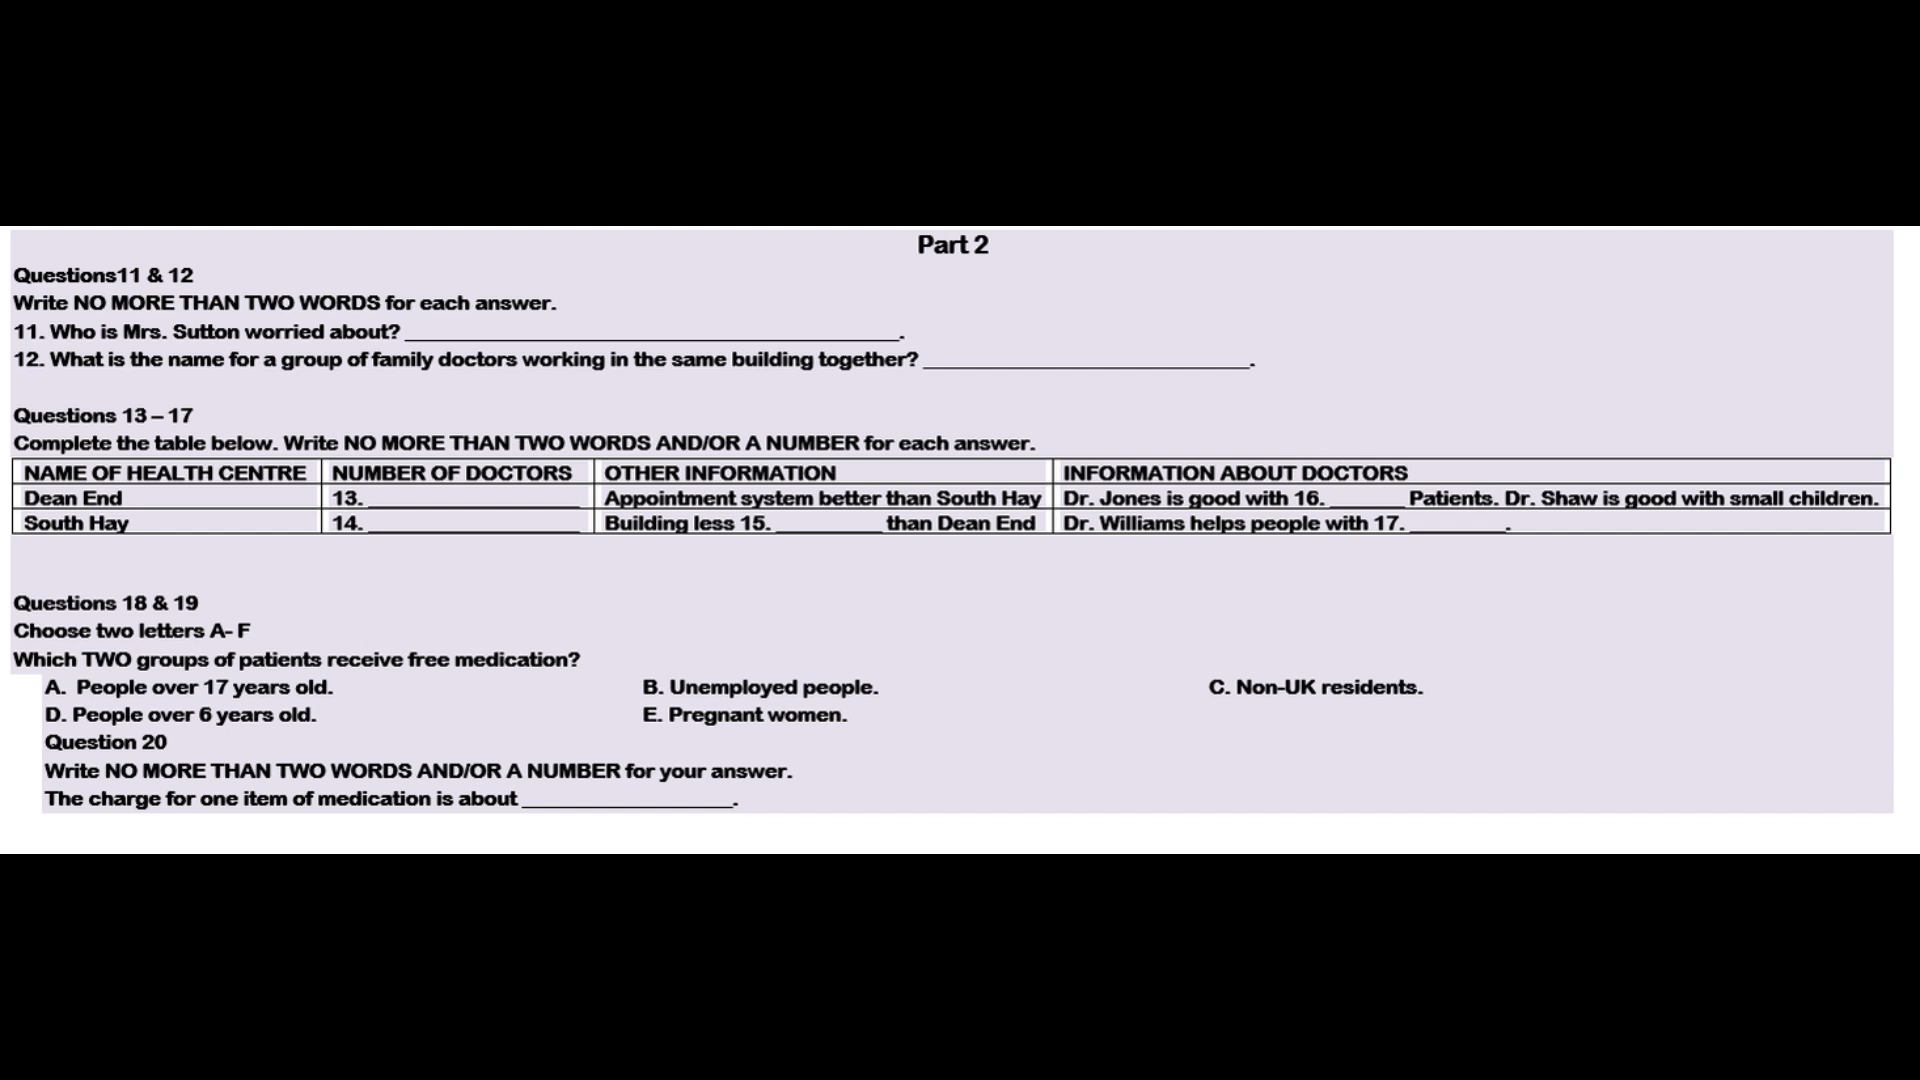 Part 2
Questions11 & 12
Write NO MORE THAN TWO WORDS for each answer.
11. Who is Mrs. Sutton worried about? ____________________.
12. What is the name for a group of family doctors working in the same building together? ____________________.
Questions 13 – 17
Complete the table below. Write NO MORE THAN TWO WORDS AND/OR A NUMBER for each answer.
NAME OF HEALTH CENTRE NUMBER OF DOCTORS OTHER INFORMATION INFORMATION ABOUT DOCTORS
Dean End 13. __________ Appointment system better than South Hay Dr. Jones is good with 16. ______ Patients. Dr. Shaw is good with small children.
South Hay 14. __________ Building less 15. ________ than Dean End Dr. Williams helps people with 17. ________.
Questions 18 & 19
Choose two letters A- F
Which TWO groups of patients receive free medication?
A. People over 17 years old. B. Unemployed people. C. Non-UK residents.
D. People over 6 years old. E. Pregnant women.
Question 20
Write NO MORE THAN TWO WORDS AND/OR A NUMBER for your answer.
The charge for one item of medication is about __________.